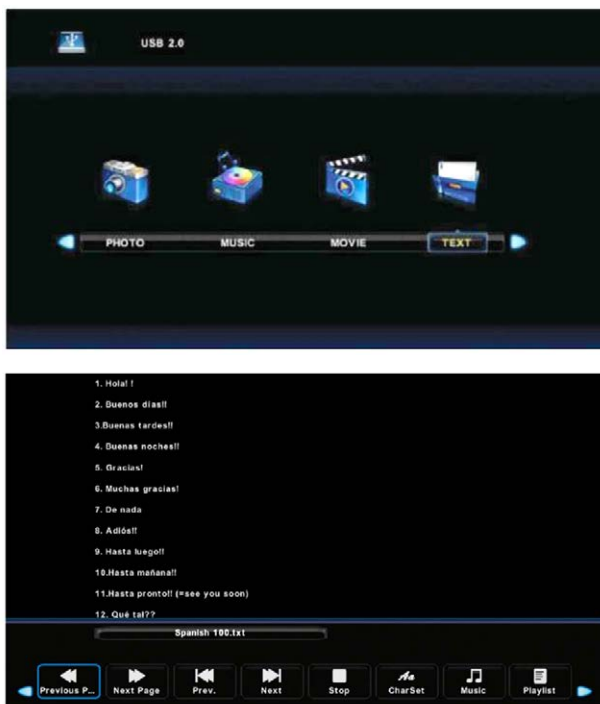 USB 2.0
PHOTO MUSIC MOVIE TEXT
1. Hola! !
2. Buenos días!!
3.Buenas tardes!!
4. Buenas noches!!
5. Gracias!
6. Muchas gracias!
7. De nada
8. Adiós!!
9. Hasta luego!!
10.Hasta mañana!!
11.Hasta pronto!! (=see you soon)
12. Qué tal??
Spanish 100.txt
Previous P... Next Page Prev. Next Stop CharSet Music Playlist